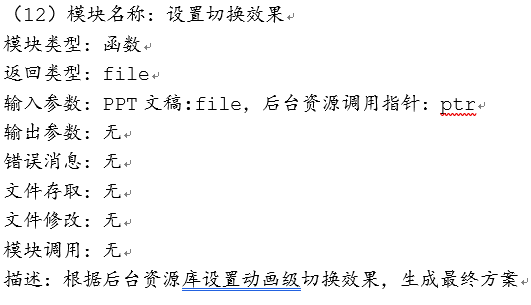 （12）模块名称：设置切换效果
模块类型：函数
返回类型：file
输入参数：PPT文稿:file，后台资源调用指针：ptr
输出参数：无
错误消息：无
文件存取：无
文件修改：无
模块调用：无
描述：根据后台资源库设置动画级切换效果，生成最终方案